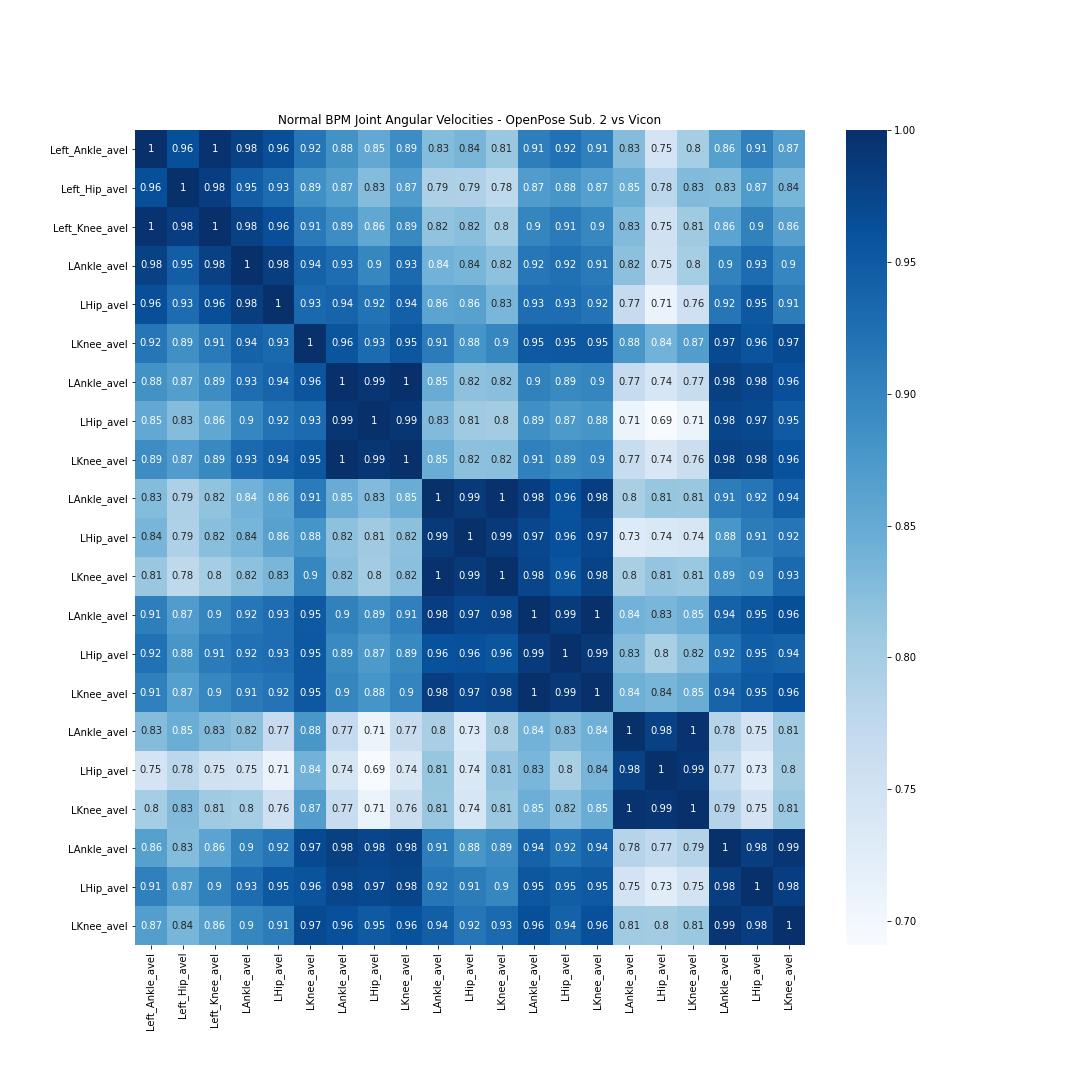 Normal BPM Joint Angular Velocities - OpenPose Sub. 2 vs Vicon
Left_Ankle_avel 1 0.96 1 0.98 0.96 0.92 0.88 0.85 0.89 0.83 0.84 0.81 0.91 0.92 0.91 0.83 0.75 0.8 0.86 0.91 0.87
Left_Hip_avel 0.96 1 0.98 0.95 0.93 0.89 0.87 0.83 0.87 0.79 0.79 0.78 0.87 0.88 0.87 0.85 0.78 0.83 0.83 0.87 0.84
Left_Knee_avel 1 0.98 1 0.98 0.96 0.91 0.89 0.86 0.89 0.82 0.82 0.8 0.9 0.91 0.9 0.83 0.75 0.81 0.86 0.9 0.86
LAnkle_avel 0.98 0.95 0.98 1 0.98 0.94 0.93 0.9 0.93 0.84 0.84 0.82 0.92 0.92 0.91 0.82 0.75 0.8 0.9 0.93 0.9
LHip_avel 0.96 0.93 0.96 0.98 1 0.93 0.94 0.92 0.94 0.86 0.86 0.83 0.93 0.93 0.92 0.77 0.71 0.76 0.92 0.95 0.91
LKnee_avel 0.92 0.89 0.91 0.94 0.93 1 0.96 0.93 0.95 0.91 0.88 0.9 0.95 0.95 0.95 0.88 0.84 0.87 0.97 0.96 0.97
LAnkle_avel 0.88 0.87 0.89 0.93 0.94 0.96 1 0.99 1 0.85 0.82 0.82 0.9 0.89 0.9 0.77 0.74 0.77 0.98 0.98 0.96
LHip_avel 0.85 0.83 0.86 0.9 0.92 0.93 0.99 1 0.99 0.83 0.81 0.8 0.89 0.87 0.88 0.71 0.69 0.71 0.98 0.97 0.95
LKnee_avel 0.89 0.87 0.89 0.93 0.94 0.95 1 0.99 1 0.85 0.82 0.82 0.91 0.89 0.9 0.77 0.74 0.76 0.98 0.98 0.96
LAnkle_avel 0.83 0.79 0.82 0.84 0.86 0.91 0.85 0.83 0.85 1 0.99 1 0.98 0.96 0.98 0.8 0.81 0.81 0.91 0.92 0.94
LHip_avel 0.84 0.79 0.82 0.84 0.86 0.88 0.82 0.81 0.82 0.99 1 0.99 0.97 0.96 0.97 0.73 0.74 0.74 0.88 0.91 0.92
LKnee_avel 0.81 0.78 0.8 0.82 0.83 0.9 0.82 0.8 0.82 1 0.99 1 0.98 0.96 0.98 0.8 0.81 0.81 0.89 0.9 0.93
LAnkle_avel 0.91 0.87 0.9 0.92 0.93 0.95 0.9 0.89 0.91 0.98 0.97 0.98 1 0.99 1 0.84 0.83 0.85 0.94 0.95 0.96
LHip_avel 0.92 0.88 0.91 0.92 0.93 0.95 0.89 0.87 0.89 0.96 0.96 0.96 0.99 1 0.99 0.83 0.8 0.82 0.92 0.95 0.94
LKnee_avel 0.91 0.87 0.9 0.91 0.92 0.95 0.9 0.88 0.9 0.98 0.97 0.98 1 0.99 1 0.84 0.84 0.85 0.94 0.95 0.96
LAnkle_avel 0.83 0.85 0.83 0.82 0.77 0.88 0.77 0.71 0.77 0.8 0.73 0.8 0.84 0.83 0.84 1 0.98 1 0.78 0.75 0.81
LHip_avel 0.75 0.78 0.75 0.75 0.71 0.84 0.74 0.69 0.74 0.81 0.74 0.81 0.83 0.8 0.84 0.98 1 0.99 0.77 0.73 0.8
LKnee_avel 0.8 0.83 0.81 0.8 0.76 0.87 0.77 0.71 0.76 0.81 0.74 0.81 0.85 0.82 0.85 1 0.99 1 0.79 0.75 0.81
LAnkle_avel 0.86 0.83 0.86 0.9 0.92 0.97 0.98 0.98 0.98 0.91 0.88 0.89 0.94 0.92 0.94 0.78 0.77 0.79 1 0.98 0.99
LHip_avel 0.91 0.87 0.9 0.93 0.95 0.96 0.98 0.97 0.98 0.92 0.91 0.9 0.95 0.95 0.95 0.75 0.73 0.75 0.98 1 0.98
LKnee_avel 0.87 0.84 0.86 0.9 0.91 0.97 0.96 0.95 0.96 0.94 0.92 0.93 0.96 0.94 0.96 0.81 0.8 0.81 0.99 0.98 1
Left_Ankle_avel
Left_Hip_avel
Left_Knee_avel
LAnkle_avel
LHip_avel
LKnee_avel
LAnkle_avel
LHip_avel
LKnee_avel
LAnkle_avel
LHip_avel
LKnee_avel
LAnkle_avel
LHip_avel
LKnee_avel
LAnkle_avel
LHip_avel
LKnee_avel
LAnkle_avel
LHip_avel
LKnee_avel
1.00
0.95
0.90
0.85
0.80
0.75
0.70